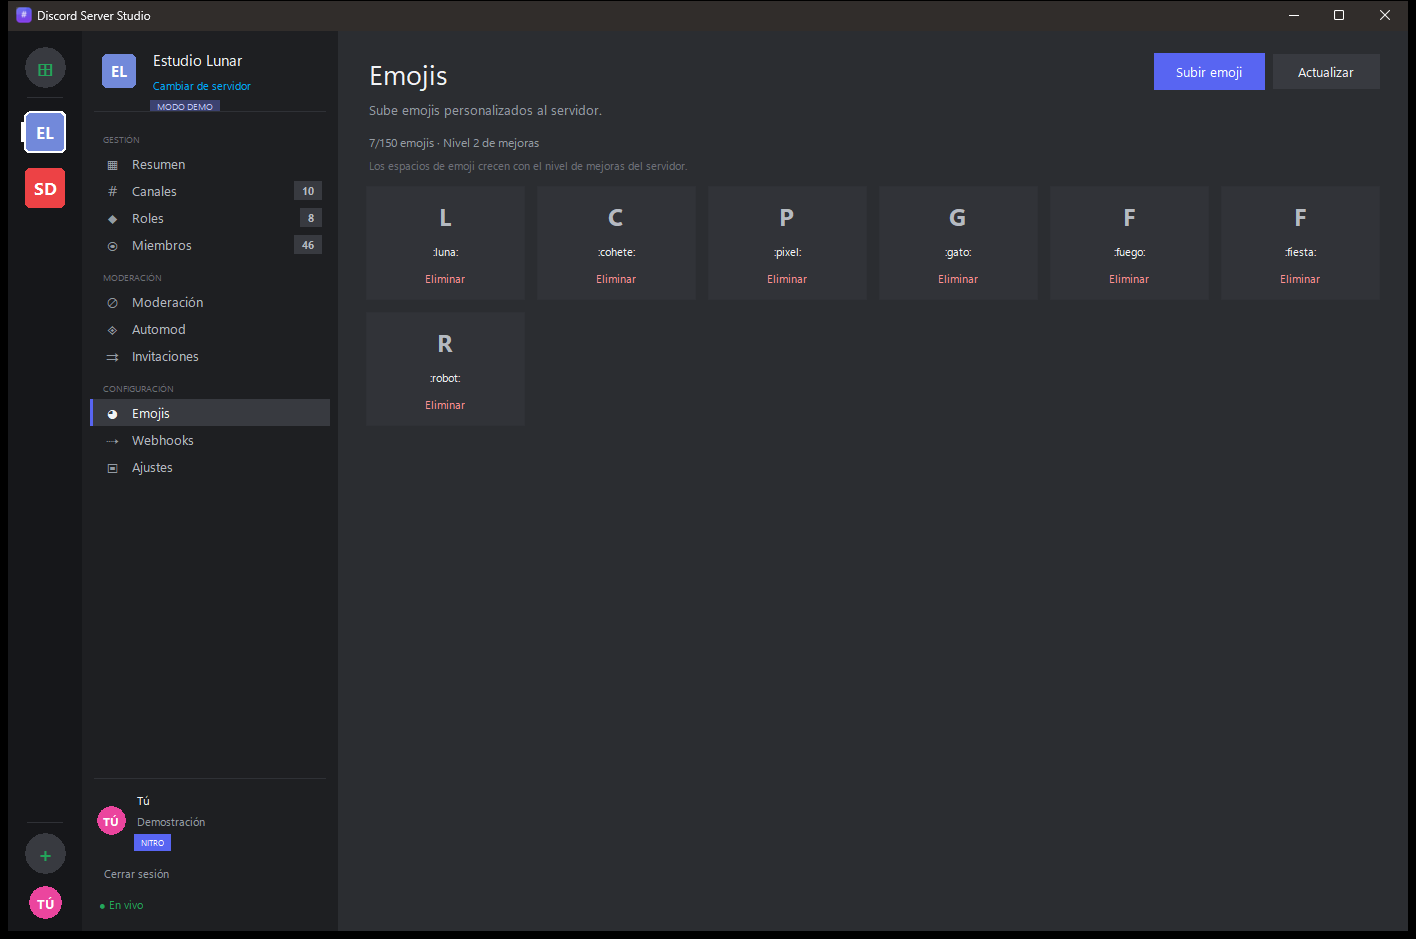 # Discord Server Studio
EL
SD
EL
Estudio Lunar
Cambiar de servidor
MODO DEMO
GESTIÓN
Resumen
# Canales 10
Roles 8
Miembros 46
MODERACIÓN
Moderación
Automod
Invitaciones
CONFIGURACIÓN
Emojis
Webhooks
Ajustes
TÚ
Tú
Demostración
NITRO
Cerrar sesión
● En vivo
+
TÚ
Emojis
Subir emoji
Actualizar
Sube emojis personalizados al servidor.
7/150 emojis · Nivel 2 de mejoras
Los espacios de emoji crecen con el nivel de mejoras del servidor.
L
:luna:
Eliminar
C
:cohete:
Eliminar
P
:pixel:
Eliminar
G
:gato:
Eliminar
F
:fuego:
Eliminar
F
:fiesta:
Eliminar
R
:robot:
Eliminar